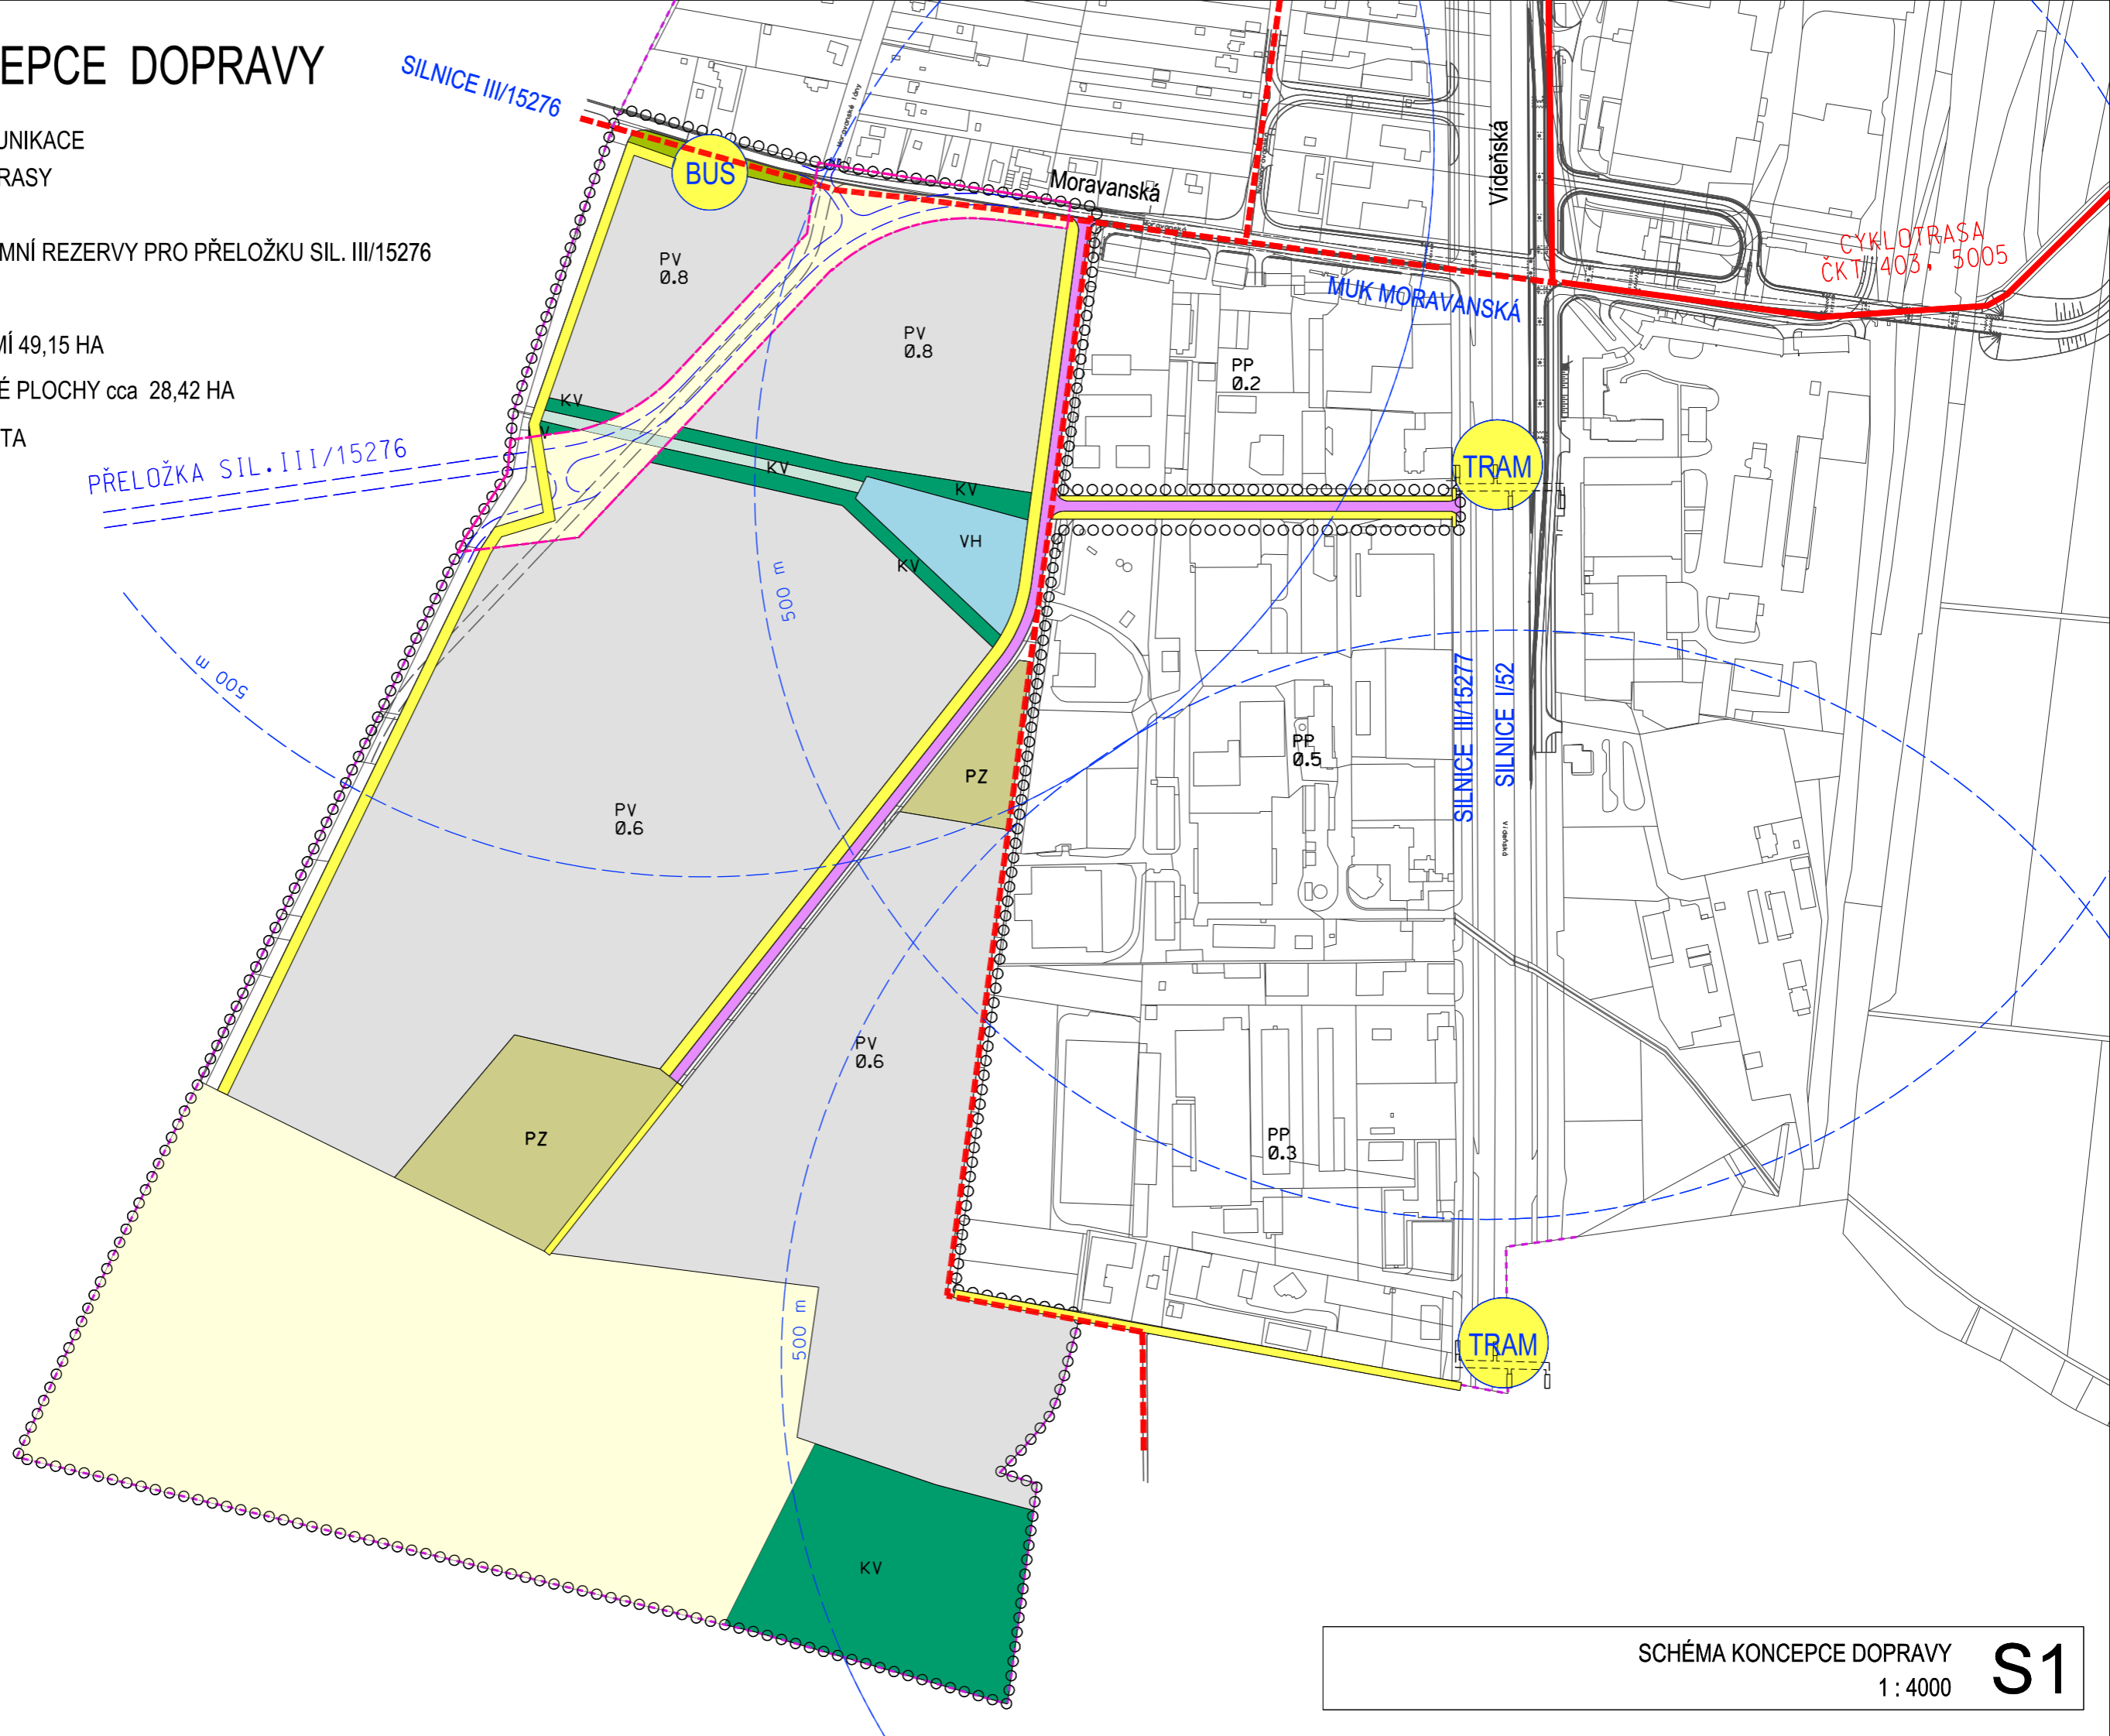 EPCE DOPRAVY
UNIKACE
RASY
MNÍ REZERVY PRO PŘELOŽKU SIL. III/15276
MÍ 49,15 HA
É PLOCHY cca 28,42 HA
TA
SILNICE III/15276
BUS
Moravanské lány
Moravanská
Moravanská
Vídeňská
CYKLOTRASA
ČKT 403, 5005
MUK MORAVANSKÁ
PŘELOŽKA SIL.III/15276
PV
0.8
PV
0.8
PP
0.2
KV
V
KV
KV
KV
VH
TRAM
500 m
500 m
SILNICE III/15277
SILNICE I/52
Vídeňská
PP
0.5
PZ
PV
0.6
PV
0.6
PZ
PP
0.3
500 m
TRAM
KV
SCHÉMA KONCEPCE DOPRAVY
1 : 4000
S1